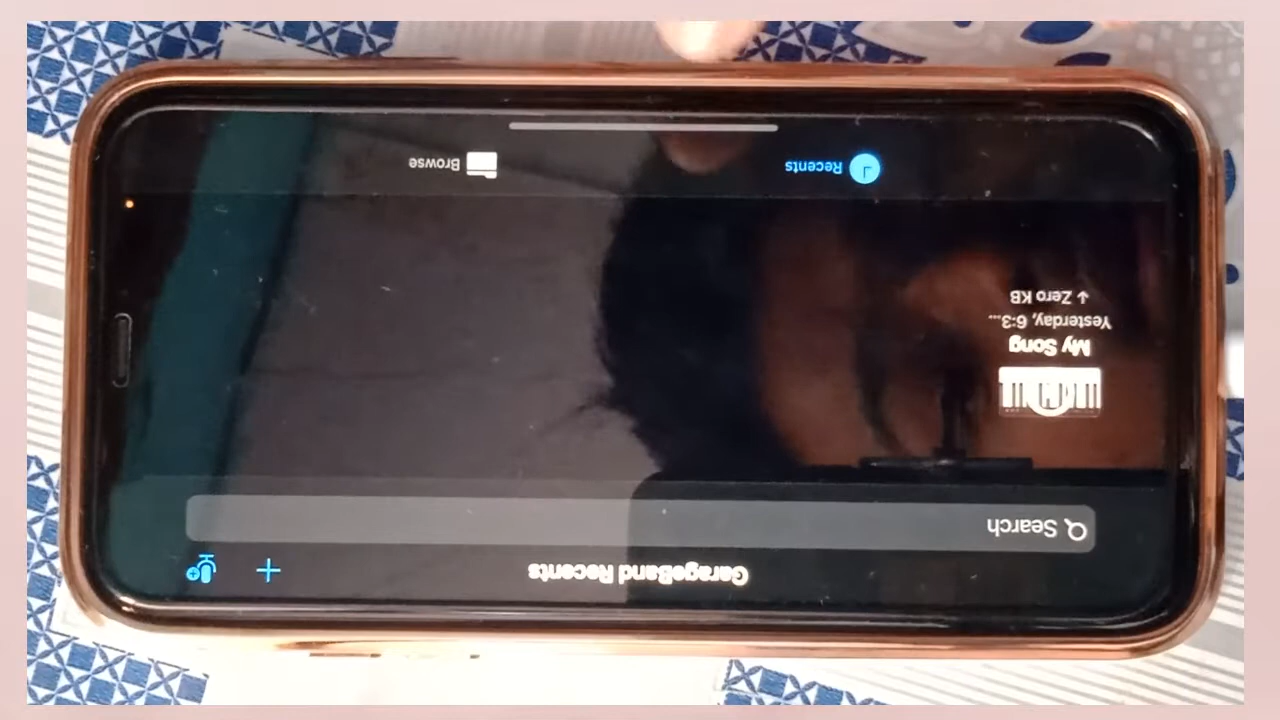 GarageBand Recents
Search
My Song
Yesterday, 6:3...
Zero KB
Recents
Browse